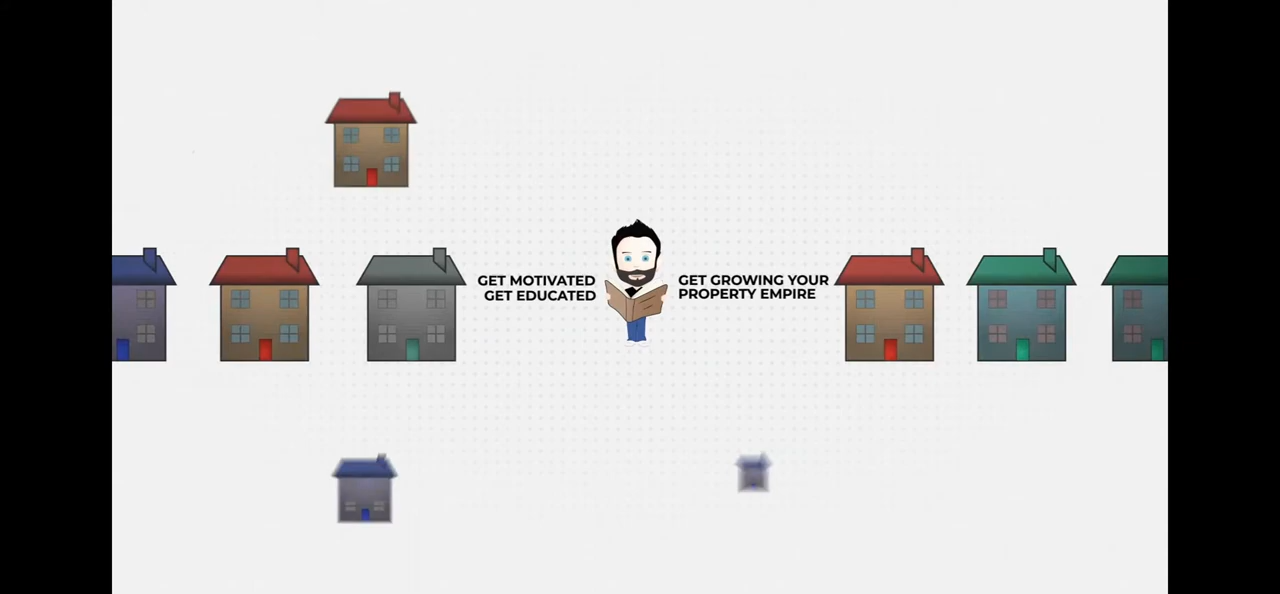 GET MOTIVATED
GET EDUCATED
GET GROWING YOUR
PROPERTY EMPIRE